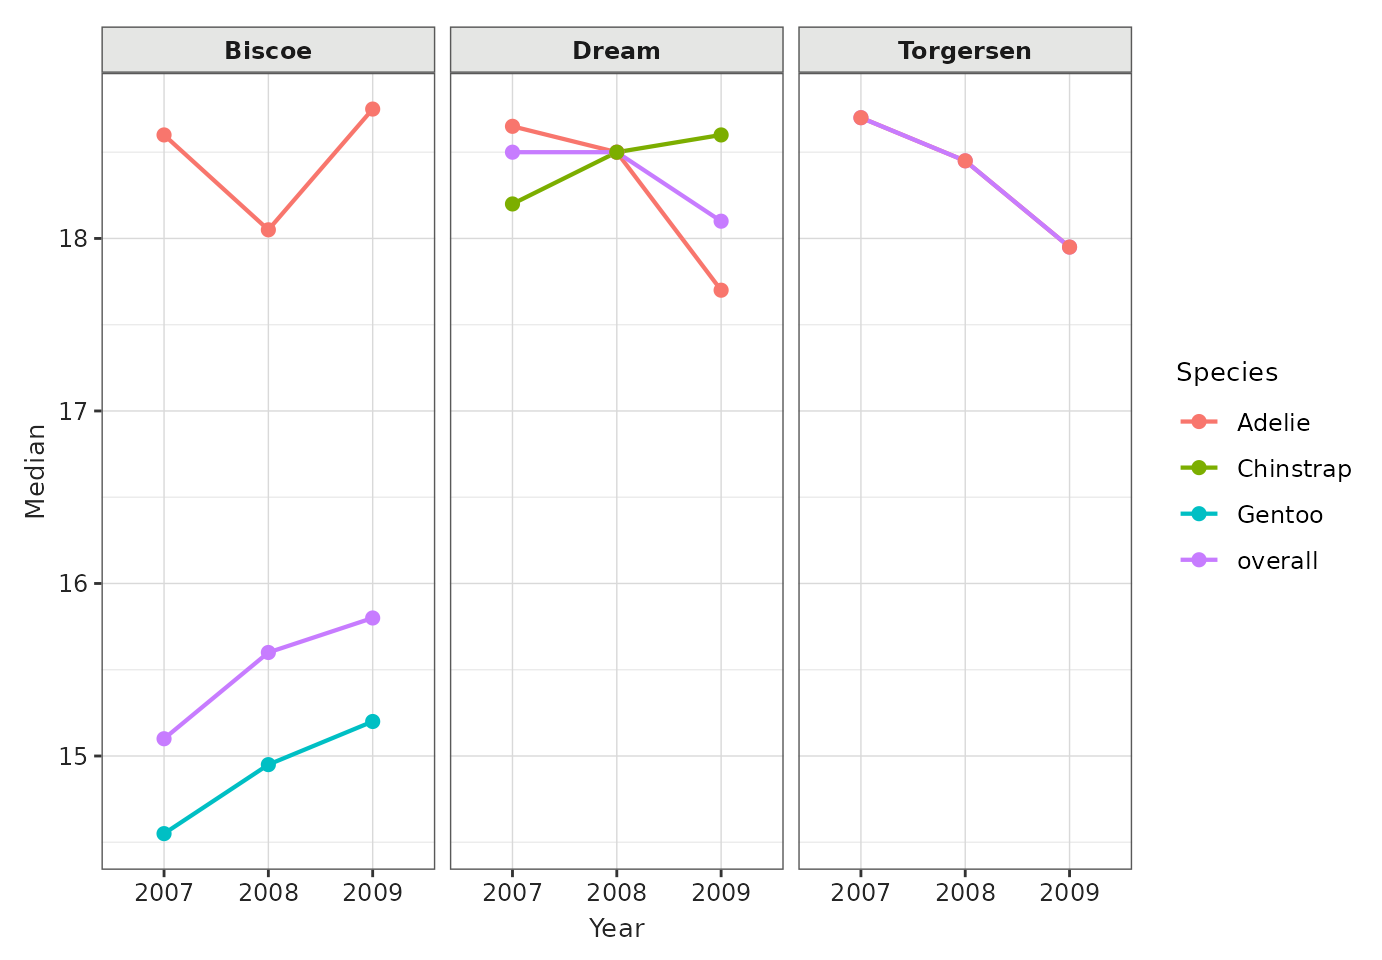 Biscoe Dream Torgersen
18
17
16
15
Median
2007 2008 2009 2007 2008 2009 2007 2008 2009
Year
Species
Adelie
Chinstrap
Gentoo
overall